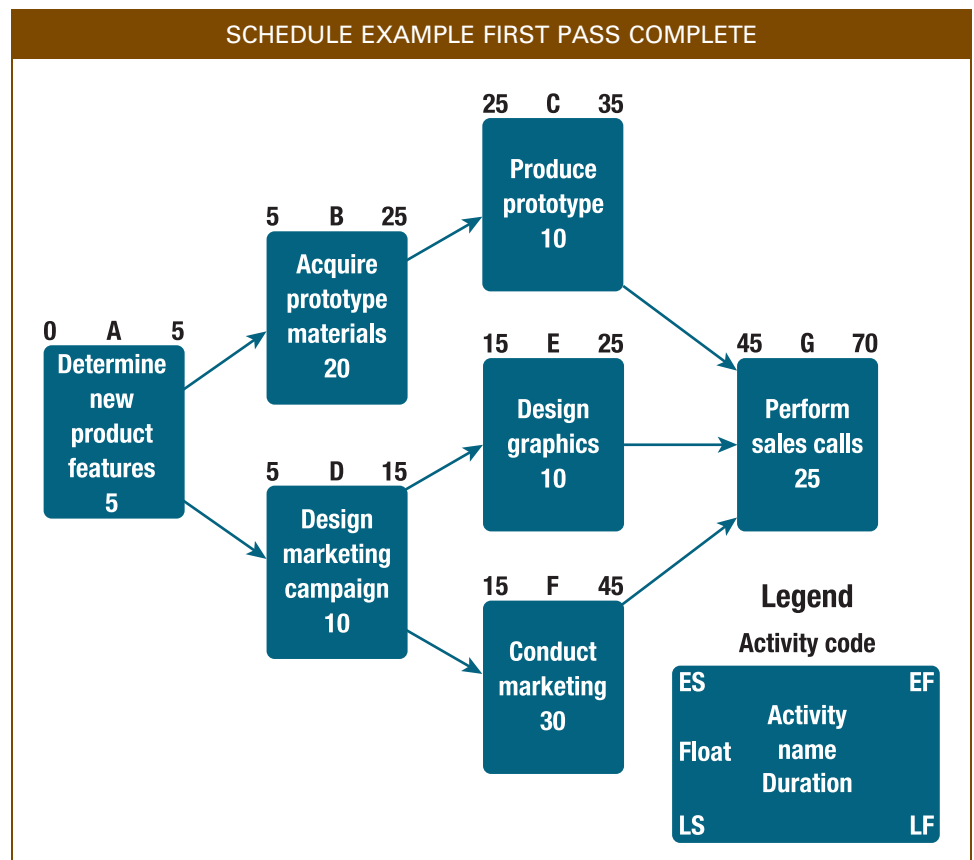 SCHEDULE EXAMPLE FIRST PASS COMPLETE
0 A 5
Determine
new
product
features
5
5 B 25
Acquire
prototype
materials
20
5 D 15
Design
marketing
campaign
10
25 C 35
Produce
prototype
10
15 E 25
Design
graphics
10
15 F 45
Conduct
marketing
30
45 G 70
Perform
sales calls
25
Legend
Activity code
ES EF
Activity
Float name
Duration
LS LF